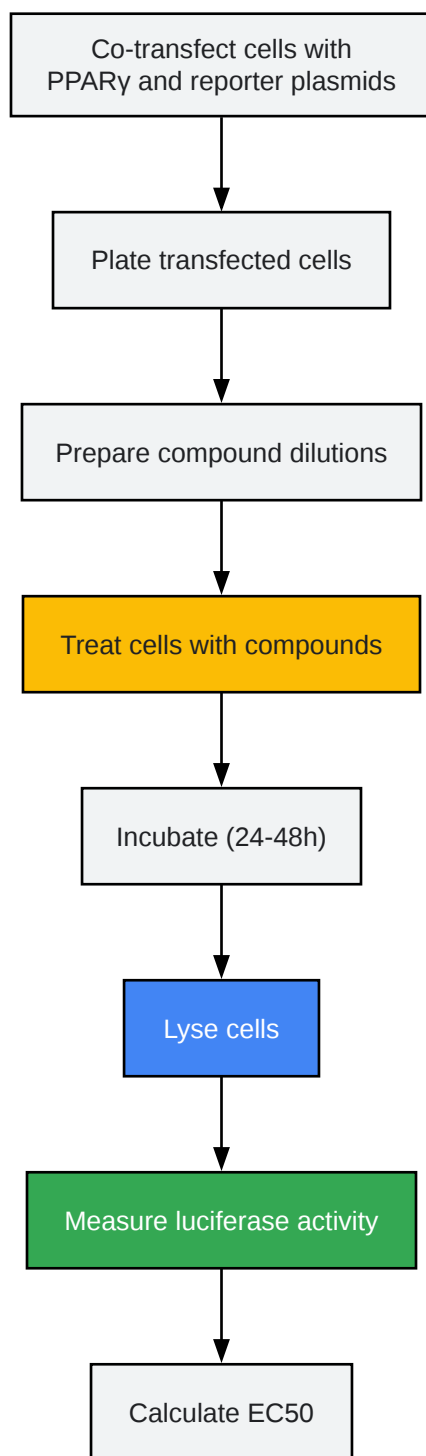 Co-transfect cells with
PPARγ and reporter plasmids
Plate transfected cells
Prepare compound dilutions
Treat cells with compounds
Incubate (24-48h)
Lyse cells
Measure luciferase activity
Calculate EC50